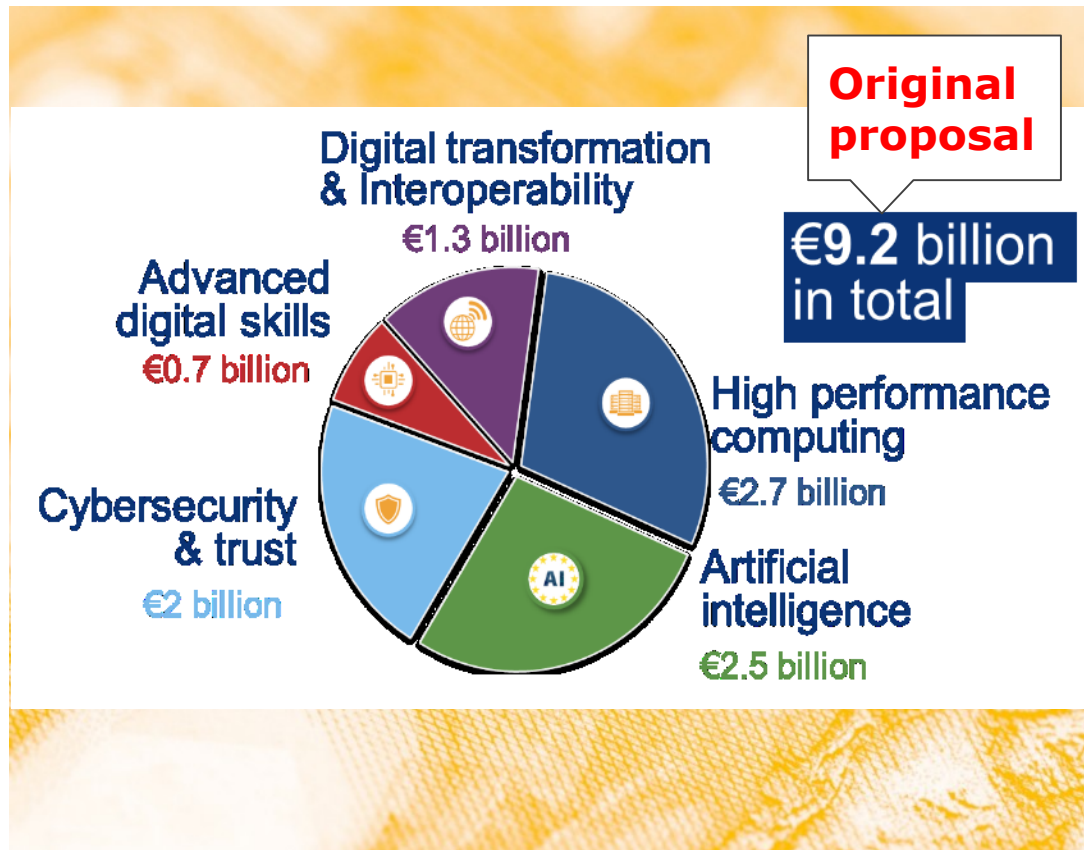 Original
proposal
€9.2 billion
in total
Digital transformation
& Interoperability
€1.3 billion
Advanced
digital skills
€0.7 billion
High performance
computing
€2.7 billion
Cybersecurity
& trust
€2 billion
AI
Artificial
intelligence
€2.5 billion